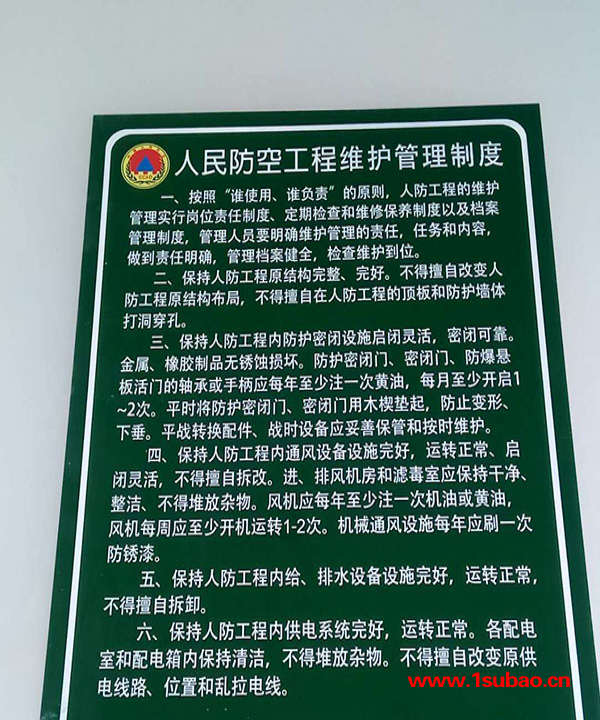 人民防空工程维护管理制度
CCAD
一、按照“谁使用、谁负责”的原则，人防工程的维护
管理实行岗位责任制度、定期检查和维修保养制度以及档案
管理制度，管理人员要明确维护管理的责任，任务和内容，
做到责任明确，管理档案健全，检查维护到位。
二、保持人防工程原结构完整、完好。不得擅自改变人
防工程原结构布局，不得擅自在人防工程的顶板和防护墙体
打洞穿孔。
三、保持人防工程内防护密闭设施启闭灵活，密闭可靠。
金属、橡胶制品无锈蚀损坏。防护密闭门、密闭门、防爆悬
板活门的轴承或手柄应每年至少注一次黄油，每月至少开启1
~2次。平时将防护密闭门、密闭门用木楔垫起，防止变形、
下垂。平战转换配件、战时设备应妥善保管和按时维护。
四、保持人防工程内通风设备设施完好，运转正常、启
闭灵活，不得擅自拆改。进、排风机房和滤毒室应保持干净、
整洁、不得堆放杂物。风机应每年至少注一次机油或黄油，
风机每周应至少开机运转1-2次。机械通风设施每年应刷一次
防锈漆。
五、保持人防工程内给、排水设备设施完好，运转正常，
不得擅自拆卸。
六、保持人防工程内供电系统完好，运转正常。各配电
室和配电箱内保持清洁，不得堆放杂物。不得擅自改变原供
电线路、位置和乱拉电线。
www.1subao.cn